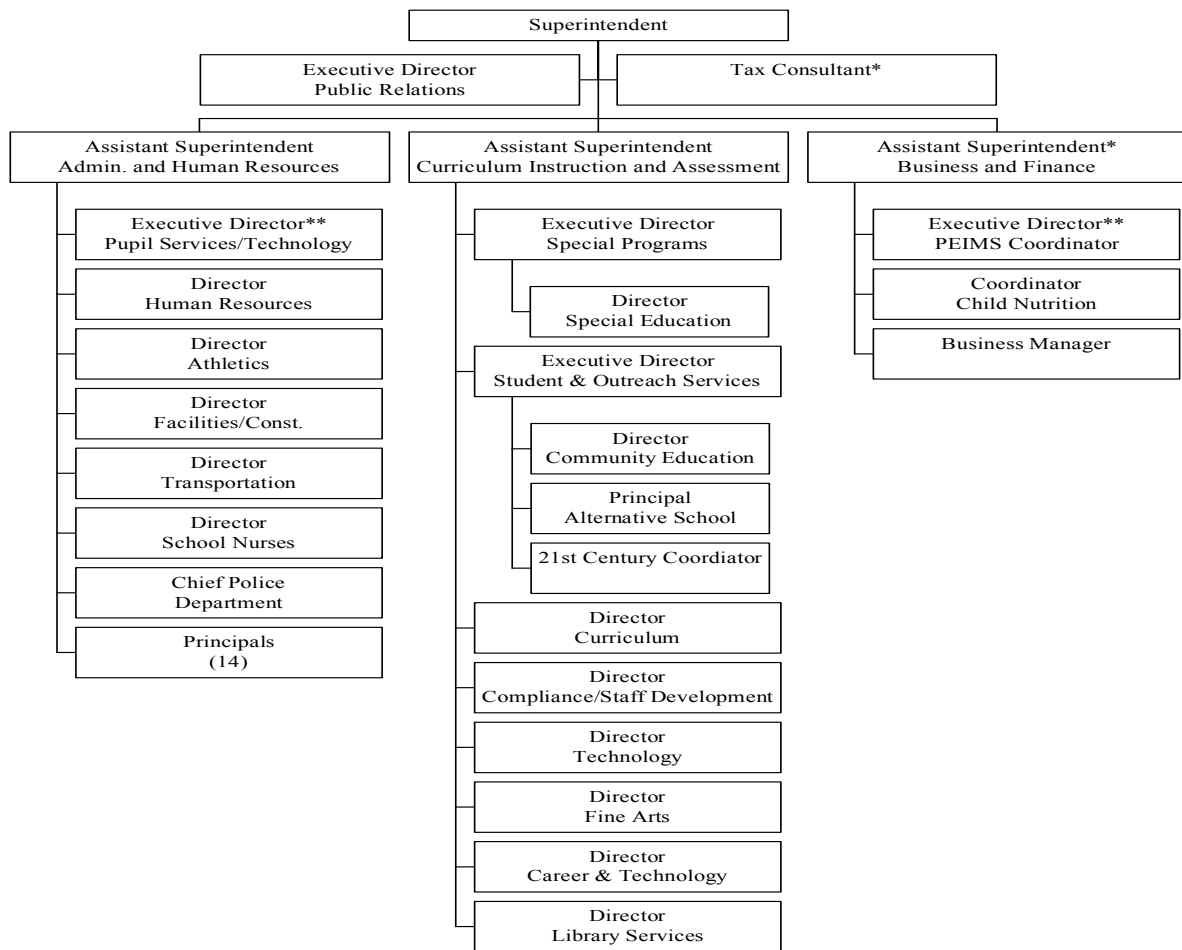 Superintendent
Executive Director
Public Relations
Tax Consultant*
Assistant Superintendent
Admin. and Human Resources
Executive Director**
Pupil Services/Technology
Director
Human Resources
Director
Athletics
Director
Facilities/Const.
Director
Transportation
Director
School Nurses
Chief Police
Department
Principals
(14)
Assistant Superintendent
Curriculum Instruction and Assessment
Executive Director
Special Programs
Director
Special Education
Executive Director
Student & Outreach Services
Director
Community Education
Principal
Alternative School
21st Century Coordiator
Director
Curriculum
Director
Compliance/Staff Development
Director
Technology
Director
Fine Arts
Director
Career & Technology
Director
Library Services
Assistant Superintendent*
Business and Finance
Executive Director**
PEIMS Coordinator
Coordinator
Child Nutrition
Business Manager